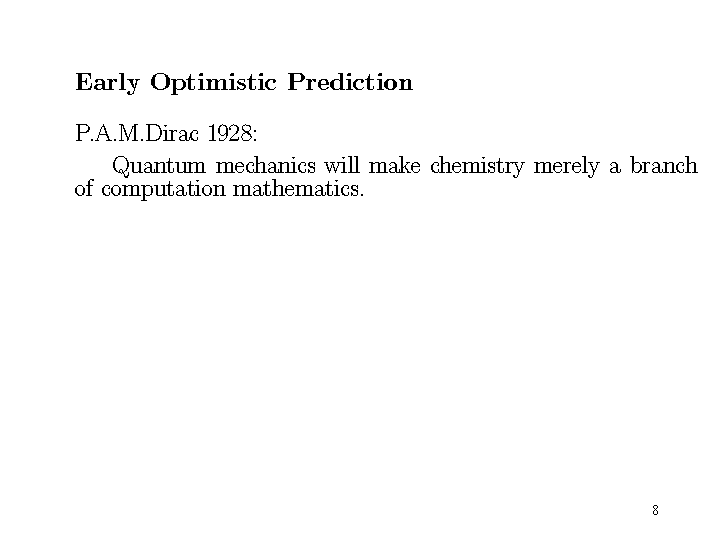 Early Optimistic Prediction
P.A.M.Dirac 1928:
Quantum mechanics will make chemistry merely a branch
of computation mathematics.
8